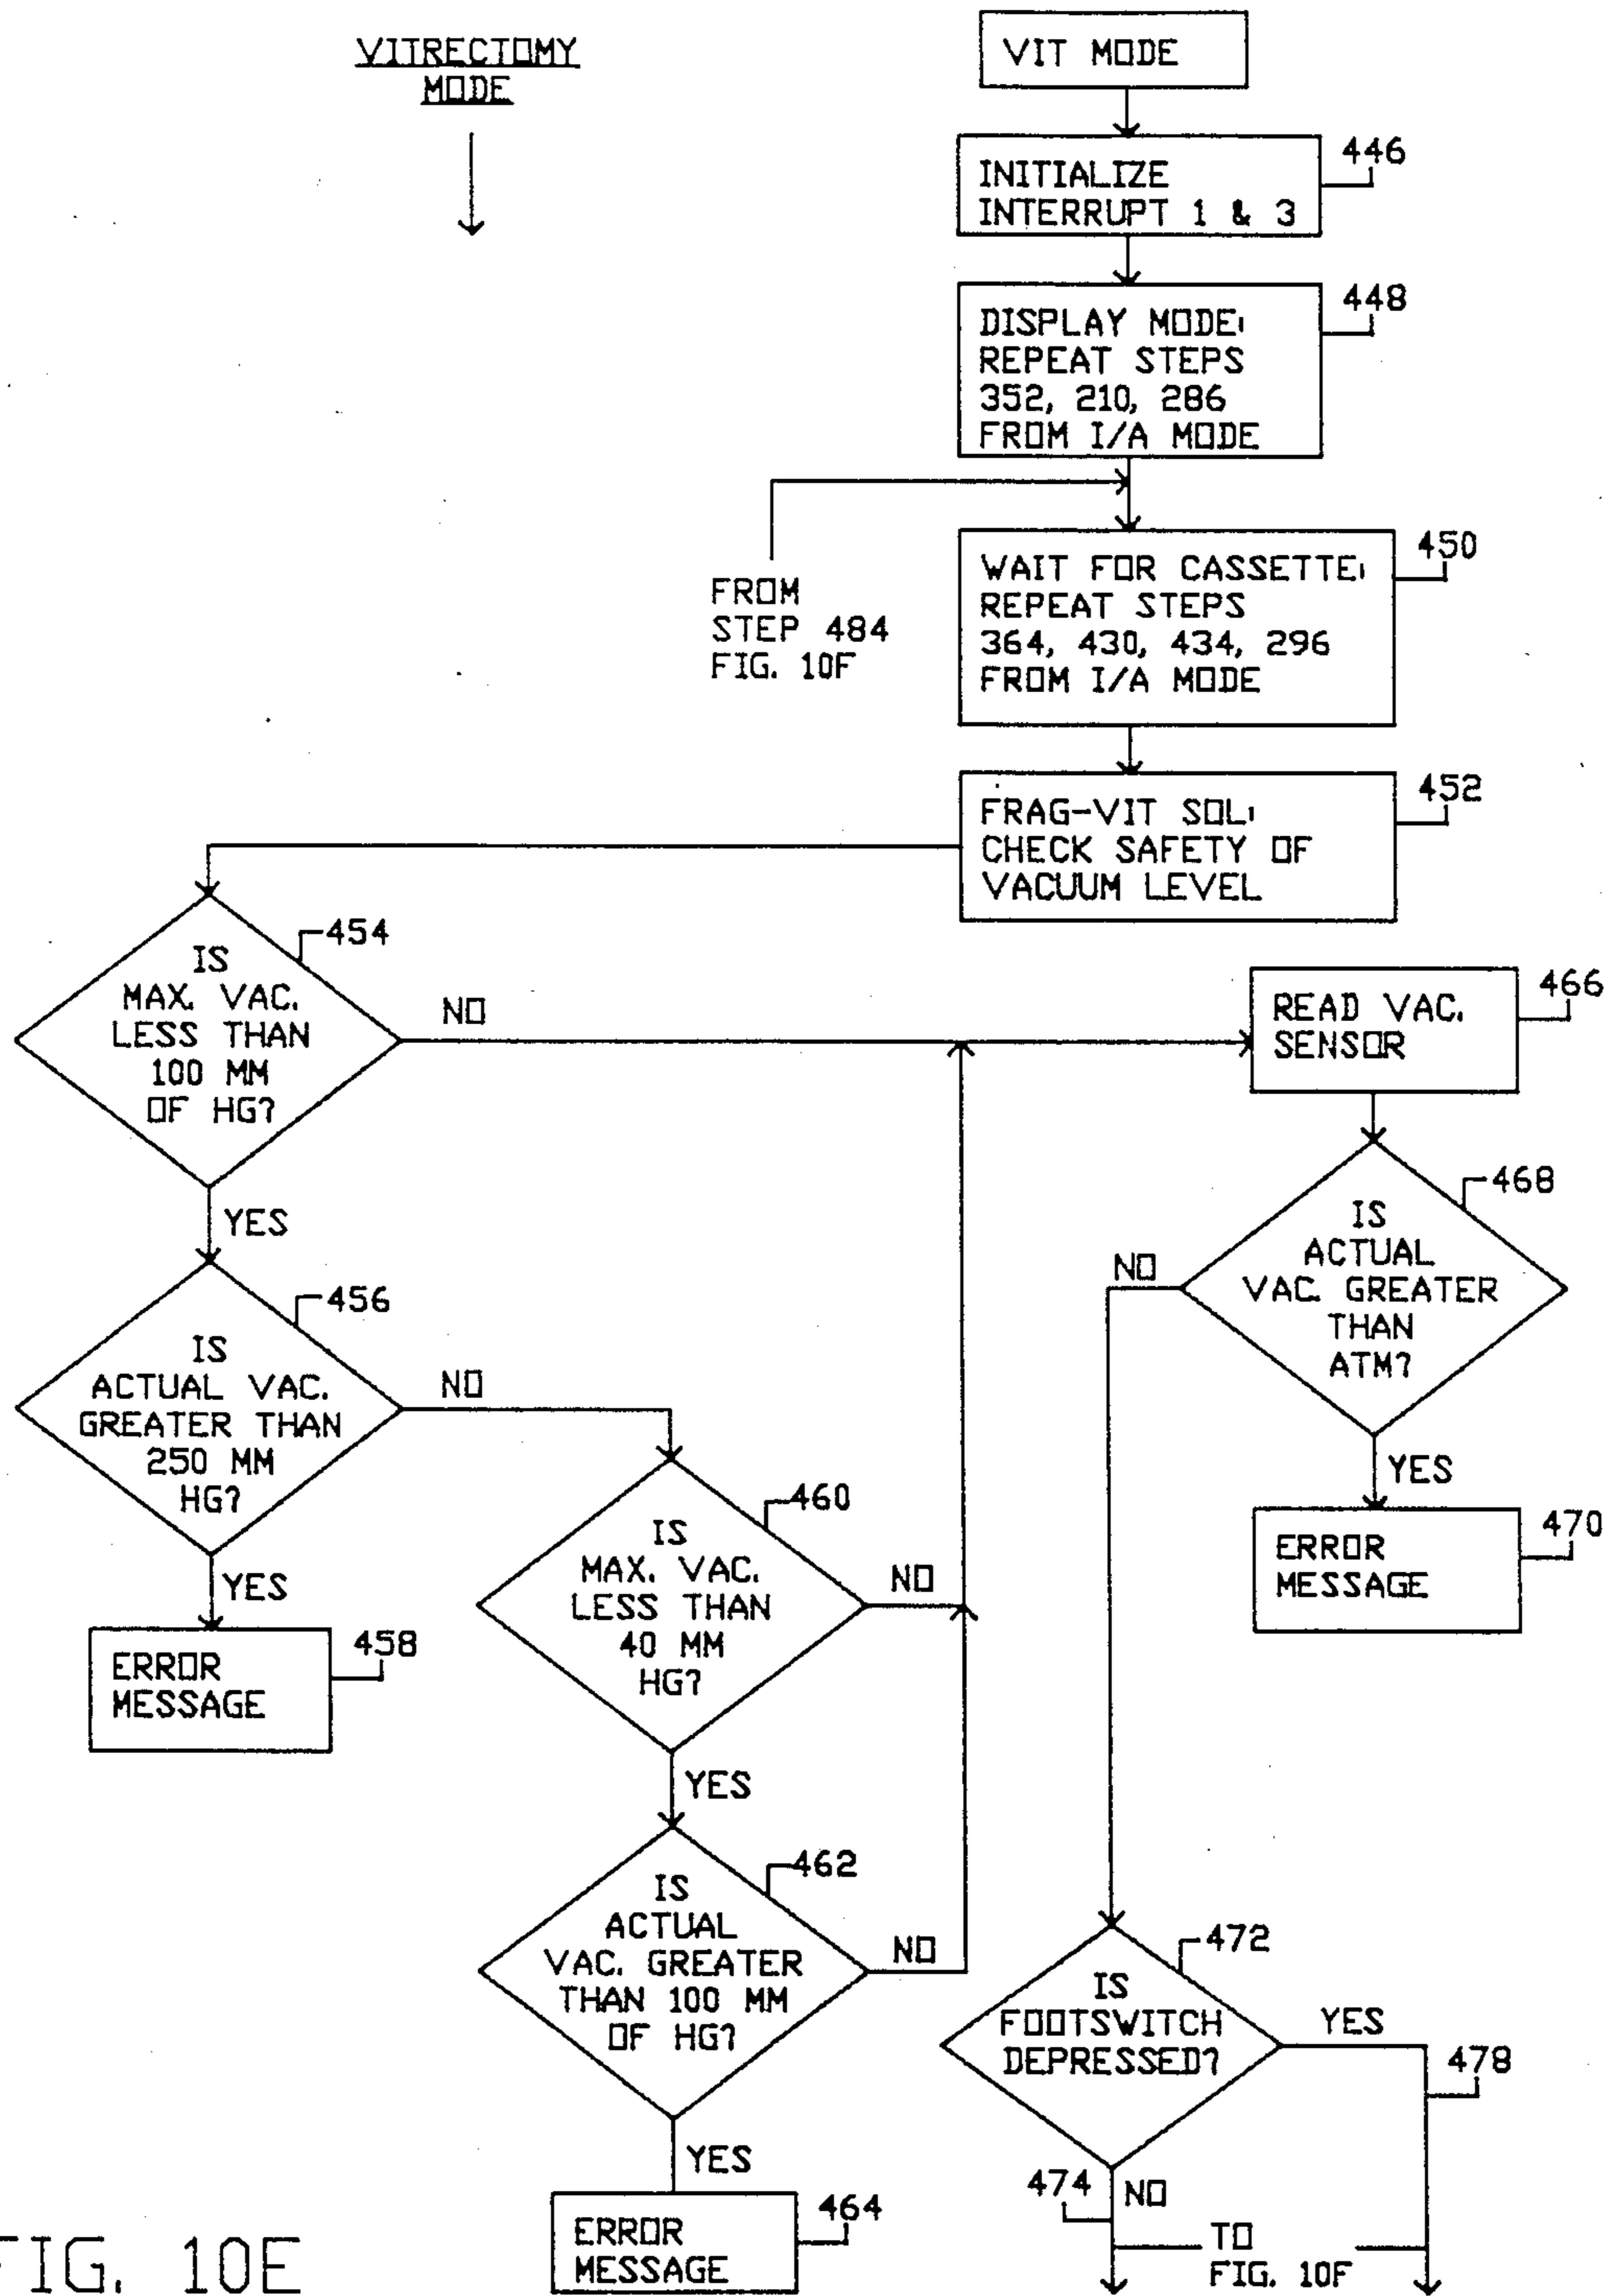 VITRECTOMY
MODE
VIT MODE
446
INITIALIZE
INTERRUPT 1 & 3
448
DISPLAY MODE;
REPEAT STEPS
352, 210, 286
FROM I/A MODE
FROM
STEP 484
FIG. 10F
450
WAIT FOR CASSETTE;
REPEAT STEPS
364, 430, 434, 296
FROM I/A MODE
452
FRAG-VIT SOL;
CHECK SAFETY OF
VACUUM LEVEL
454
IS
MAX. VAC.
LESS THAN
100 MM
OF HG?
NO
YES
466
READ VAC.
SENSOR
468
IS
ACTUAL
VAC. GREATER
THAN
ATM?
NO
YES
470
ERROR
MESSAGE
456
IS
ACTUAL VAC.
GREATER THAN
250 MM
HG?
NO
YES
458
ERROR
MESSAGE
460
IS
MAX. VAC.
LESS THAN
40 MM
HG?
NO
YES
462
IS
ACTUAL
VAC. GREATER
THAN 100 MM
OF HG?
NO
YES
464
ERROR
MESSAGE
472
IS
FOOTSWITCH
DEPRESSED?
YES
478
474
NO
TO
FIG. 10F
FIG. 10E